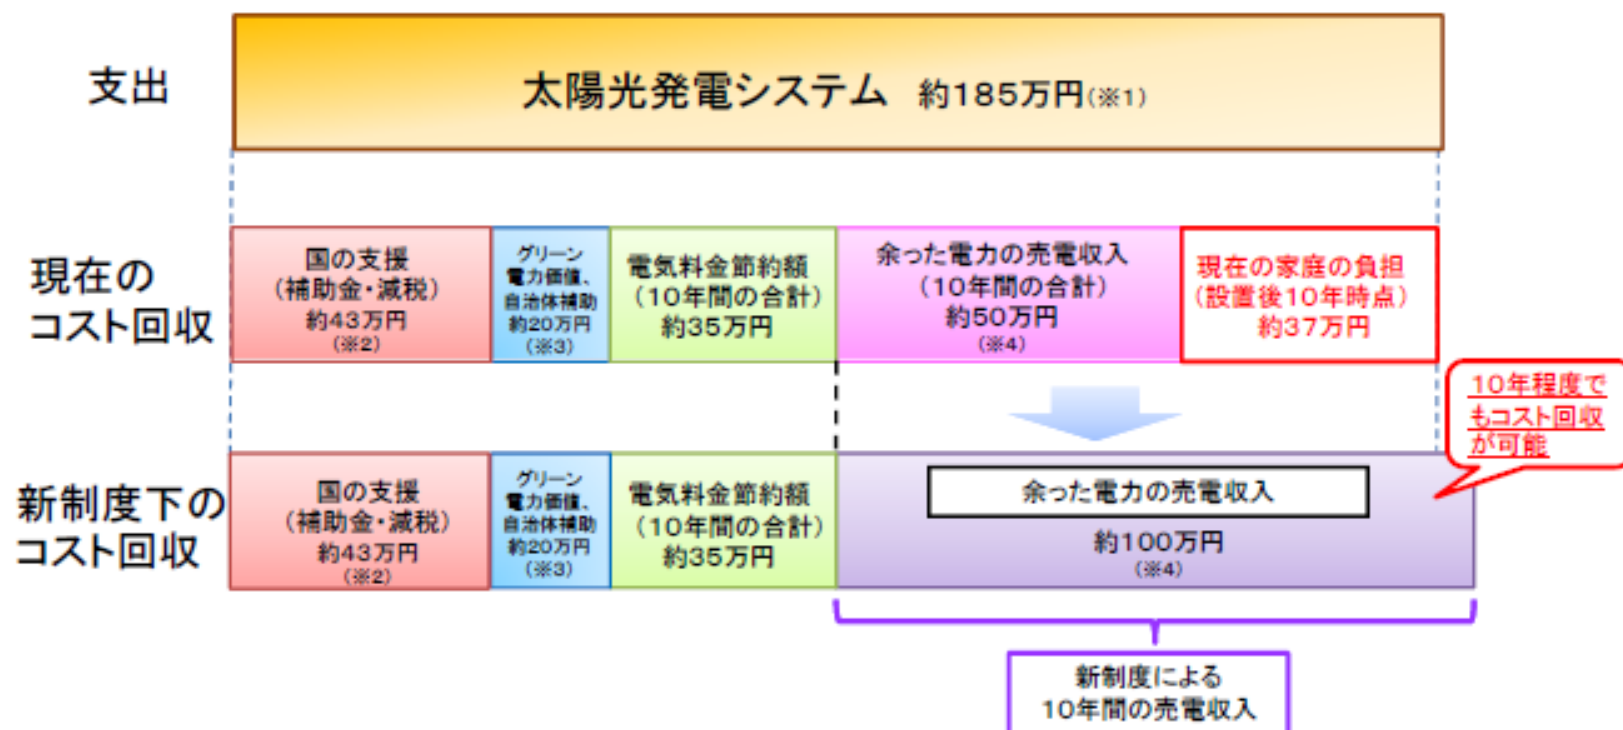 支出
太陽光発電システム 約185万円(※1)
現在の
コスト回収
国の支援
(補助金・減税)
約43万円
(※2)
グリーン
電力価値、
自治体補助
約20万円
(※3)
電気料金節約額
(10年間の合計)
約35万円
余った電力の売電収入
(10年間の合計)
約50万円
(※4)
現在の家庭の負担
(設置後10年時点)
約37万円
10年程度で
もコスト回収
が可能
新制度下の
コスト回収
国の支援
(補助金・減税)
約43万円
(※2)
グリーン
電力価値、
自治体補助
約20万円
(※3)
電気料金節約額
(10年間の合計)
約35万円
余った電力の売電収入
約100万円
(※4)
新制度による
10年間の売電収入